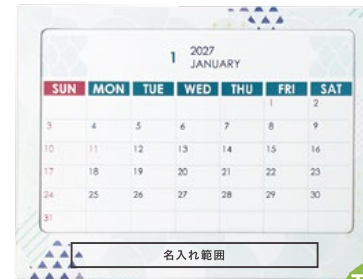 1 2027
JANUARY
SUN MON TUE WED THU FRI SAT
1 2
3 4 5 6 7 8 9
10 11 12 13 14 15 16
17 18 19 20 21 22 23
24 25 26 27 28 29 30
31
名入れ範囲